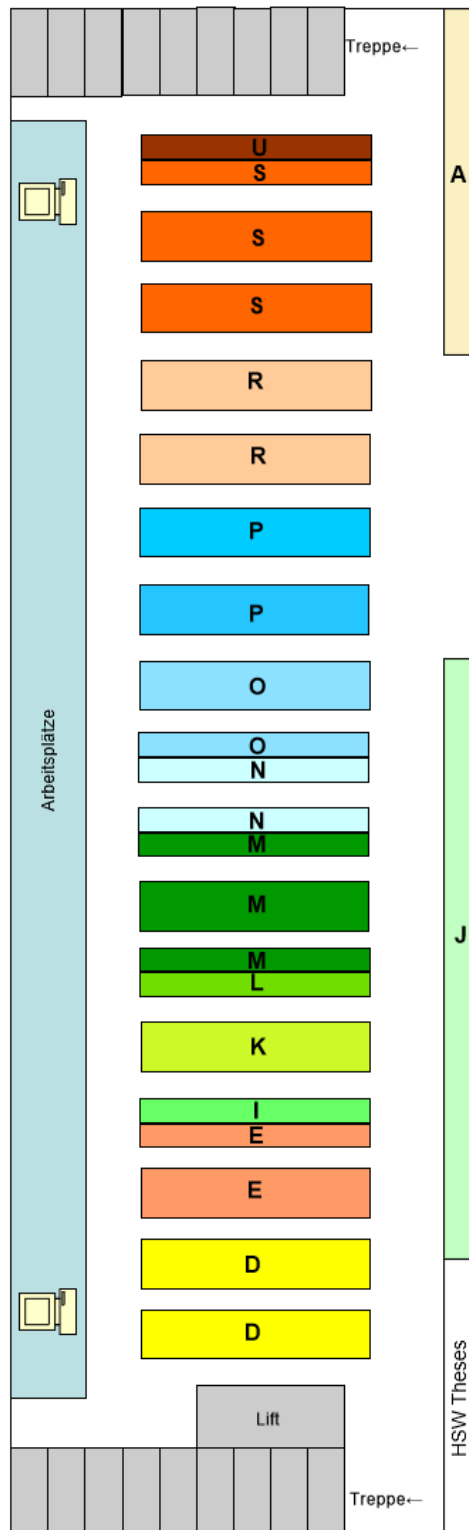 Treppe←
A
U
S
S
S
R
R
P
P
O
O
N
N
M
M
M
L
K
I
E
E
D
D
Arbeitsplätze
J
HSW Theses
Lift
Treppe←